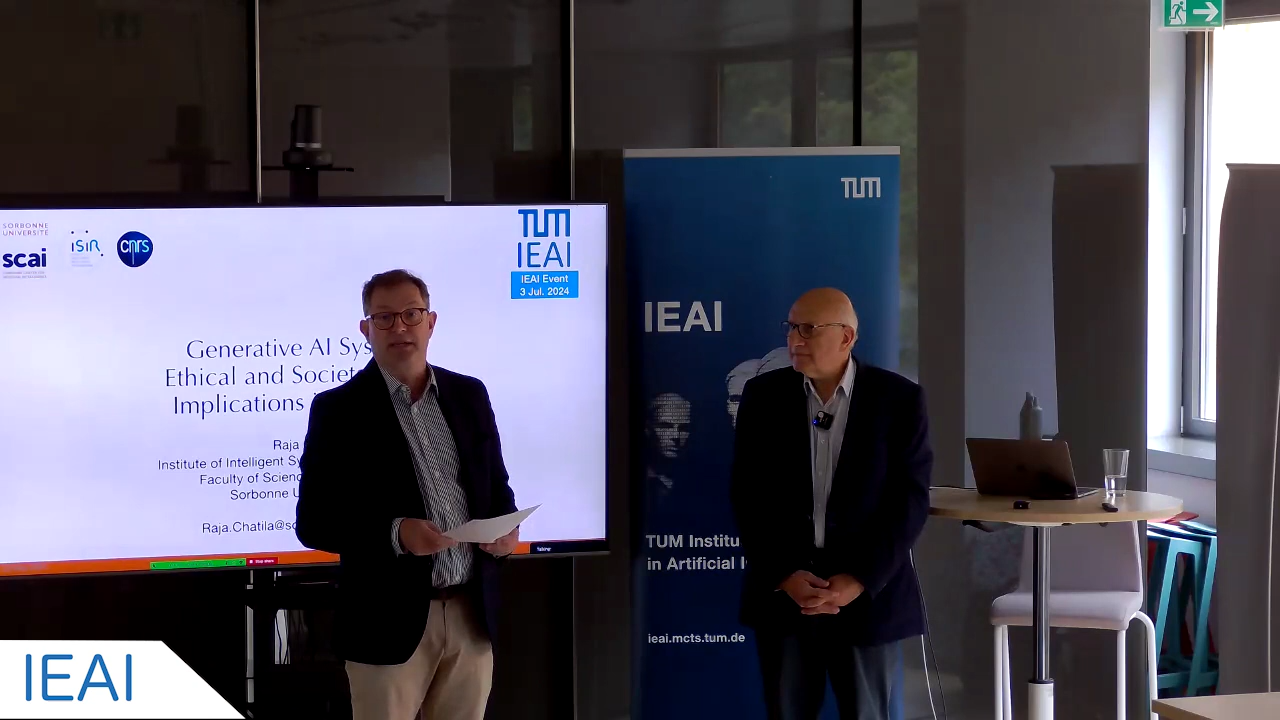 SORBONNE
UNIVERSITÉ
scai
ISIR
cnrs
TUM
IEAI
IEAI Event
3 Jul. 2024
Generative AI Sys
Ethical and Societ
Implications
Raja
Institute of Intelligent Sy
Faculty of Scienc
Sorbonne U
Raja.Chatila@so
Talking:
TUM
IEAI
TUM Institu
in Artificial I
ieai.mcts.tum.de
IEAI